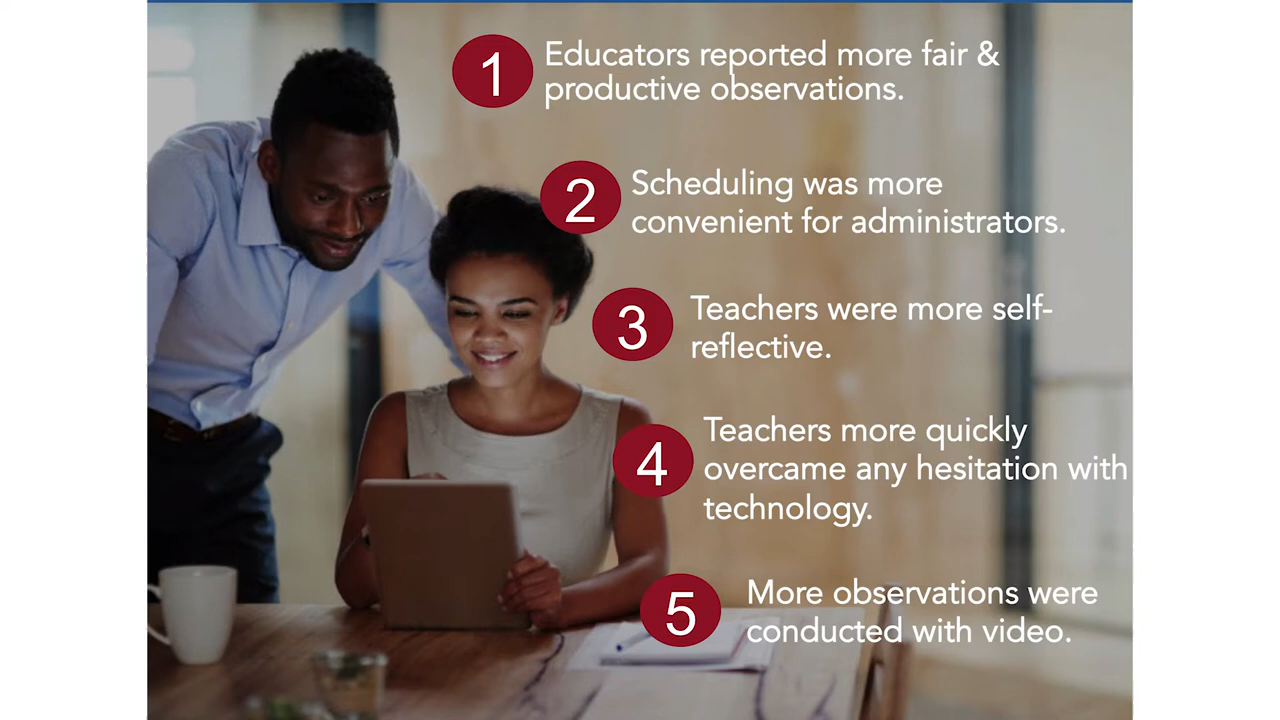 1 Educators reported more fair &
productive observations.
2 Scheduling was more
convenient for administrators.
3 Teachers were more self-
reflective.
4 Teachers more quickly
overcame any hesitation with
technology.
5 More observations were
conducted with video.